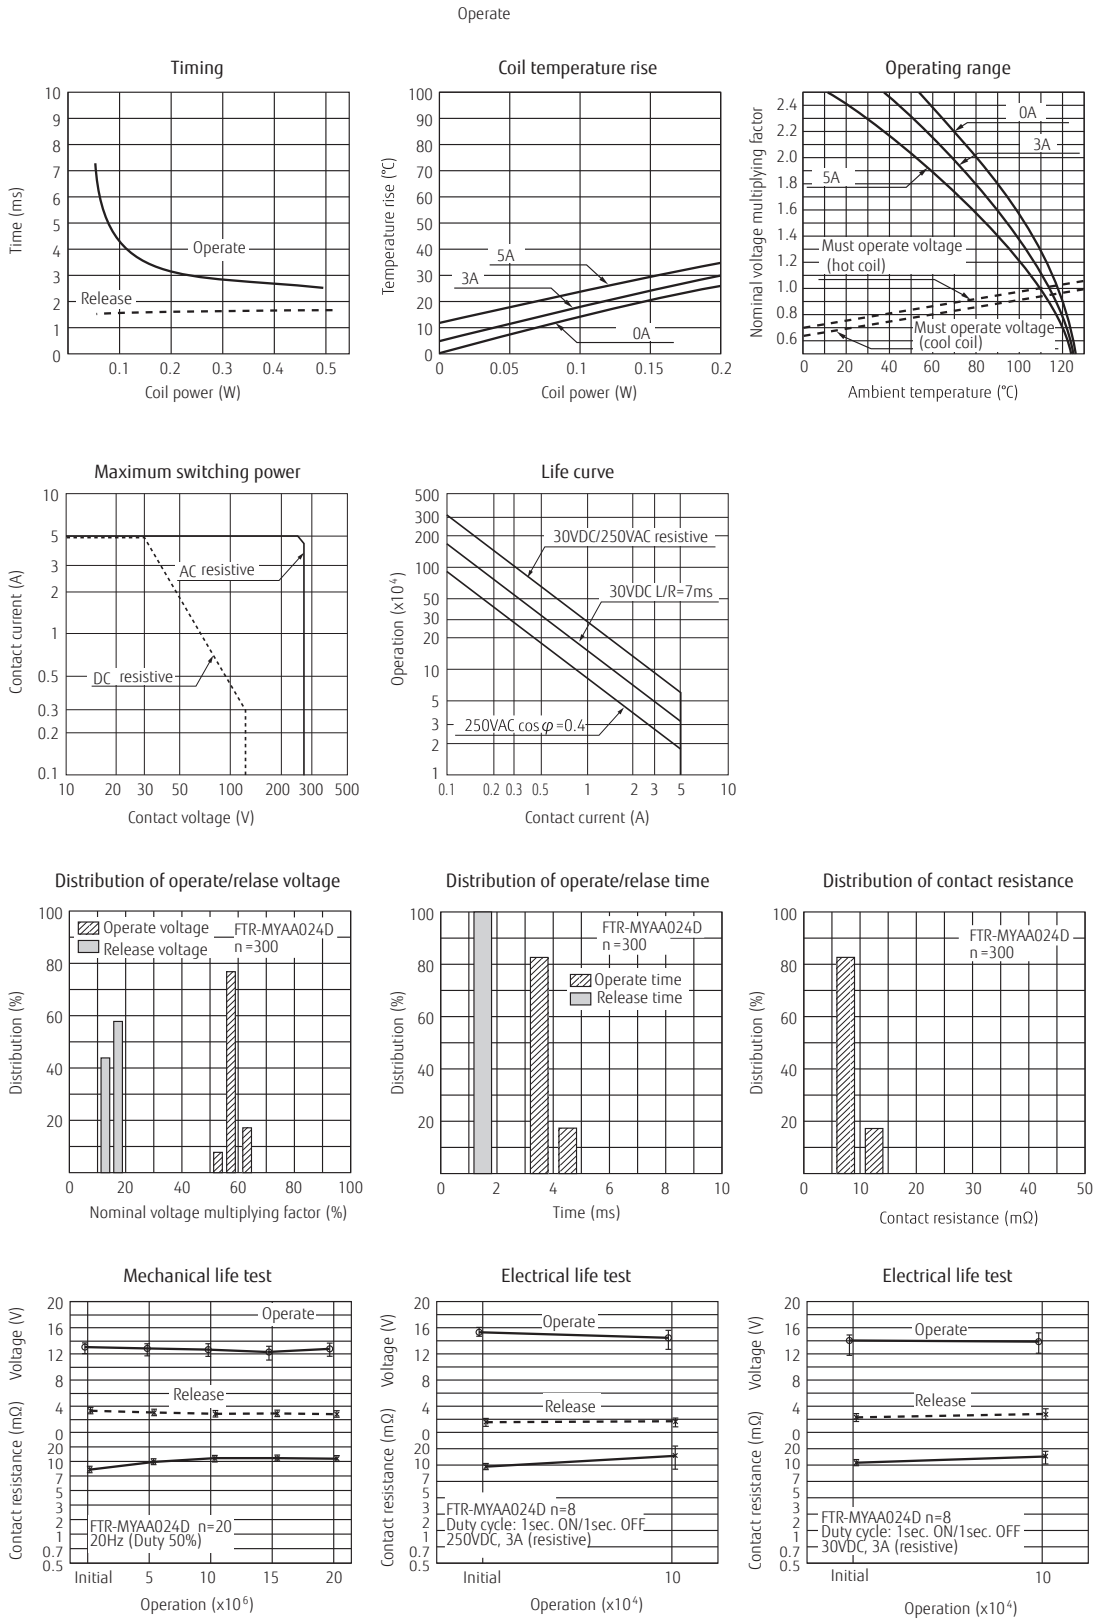 Operate
Timing
10
9
8
7
6
5
4
3
2
1
0
Time (ms)
Operate
Release
0.1
0.2
0.3
0.4
0.5
Coil power (W)
Coil temperature rise
100
90
80
70
60
50
40
30
20
10
0
Temperature rise (°C)
5A
3A
0A
0
0.05
0.1
0.15
0.2
Coil power (W)
Operating range
2.4
2.2
2.0
1.8
1.6
1.4
1.2
1.0
0.8
0.6
Nominal voltage multiplying factor
0A
3A
5A
Must operate voltage
(hot coil)
Must operate voltage
(cool coil)
0
20
40
60
80
100
120
Ambient temperature (°C)
Maximum switching power
10
5
3
2
1
0.5
0.3
0.2
0.1
Contact current (A)
AC resistive
DC resistive
10
20
30
50
100
200
300
500
Contact voltage (V)
Life curve
500
300
200
100
50
30
20
10
5
3
2
1
Operation (x10⁴)
30VDC/250VAC resistive
30VDC L/R=7ms
250VAC cosφ=0.4
0.1
0.2
0.3
0.5
1
2
3
5
10
Contact current (A)
Distribution of operate/relase voltage
100
80
60
40
20
Distribution (%)
Operate voltage
Release voltage
FTR-MYAA024D
n =300
0
20
40
60
80
100
Nominal voltage multiplying factor (%)
Distribution of operate/relase time
100
80
60
40
20
Distribution (%)
FTR-MYAA024D
n =300
Operate time
Release time
0
2
4
6
8
10
Time (ms)
Distribution of contact resistance
100
80
60
40
20
Distribution (%)
FTR-MYAA024D
n =300
0
10
20
30
40
50
Contact resistance (mΩ)
Mechanical life test
20
16
12
8
4
0
Voltage (V)
Operate
Release
20
10
7
5
3
2
1
0.7
0.5
Contact resistance (mΩ)
FTR-MYAA024D n=20
20Hz (Duty 50%)
Initial
5
10
15
20
Operation (x10⁶)
Electrical life test
20
16
12
8
4
0
Voltage (V)
Operate
Release
20
10
7
5
3
2
1
0.7
0.5
Contact resistance (mΩ)
FTR-MYAA024D n=8
Duty cycle: 1sec. ON/1sec. OFF
250VDC, 3A (resistive)
Initial
10
Operation (x10⁴)
Electrical life test
20
16
12
8
4
0
Voltage (V)
Operate
Release
20
10
7
5
3
2
1
0.7
0.5
Contact resistance (mΩ)
FTR-MYAA024D n=8
Duty cycle: 1sec. ON/1sec. OFF
30VDC, 3A (resistive)
Initial
10
Operation (x10⁴)